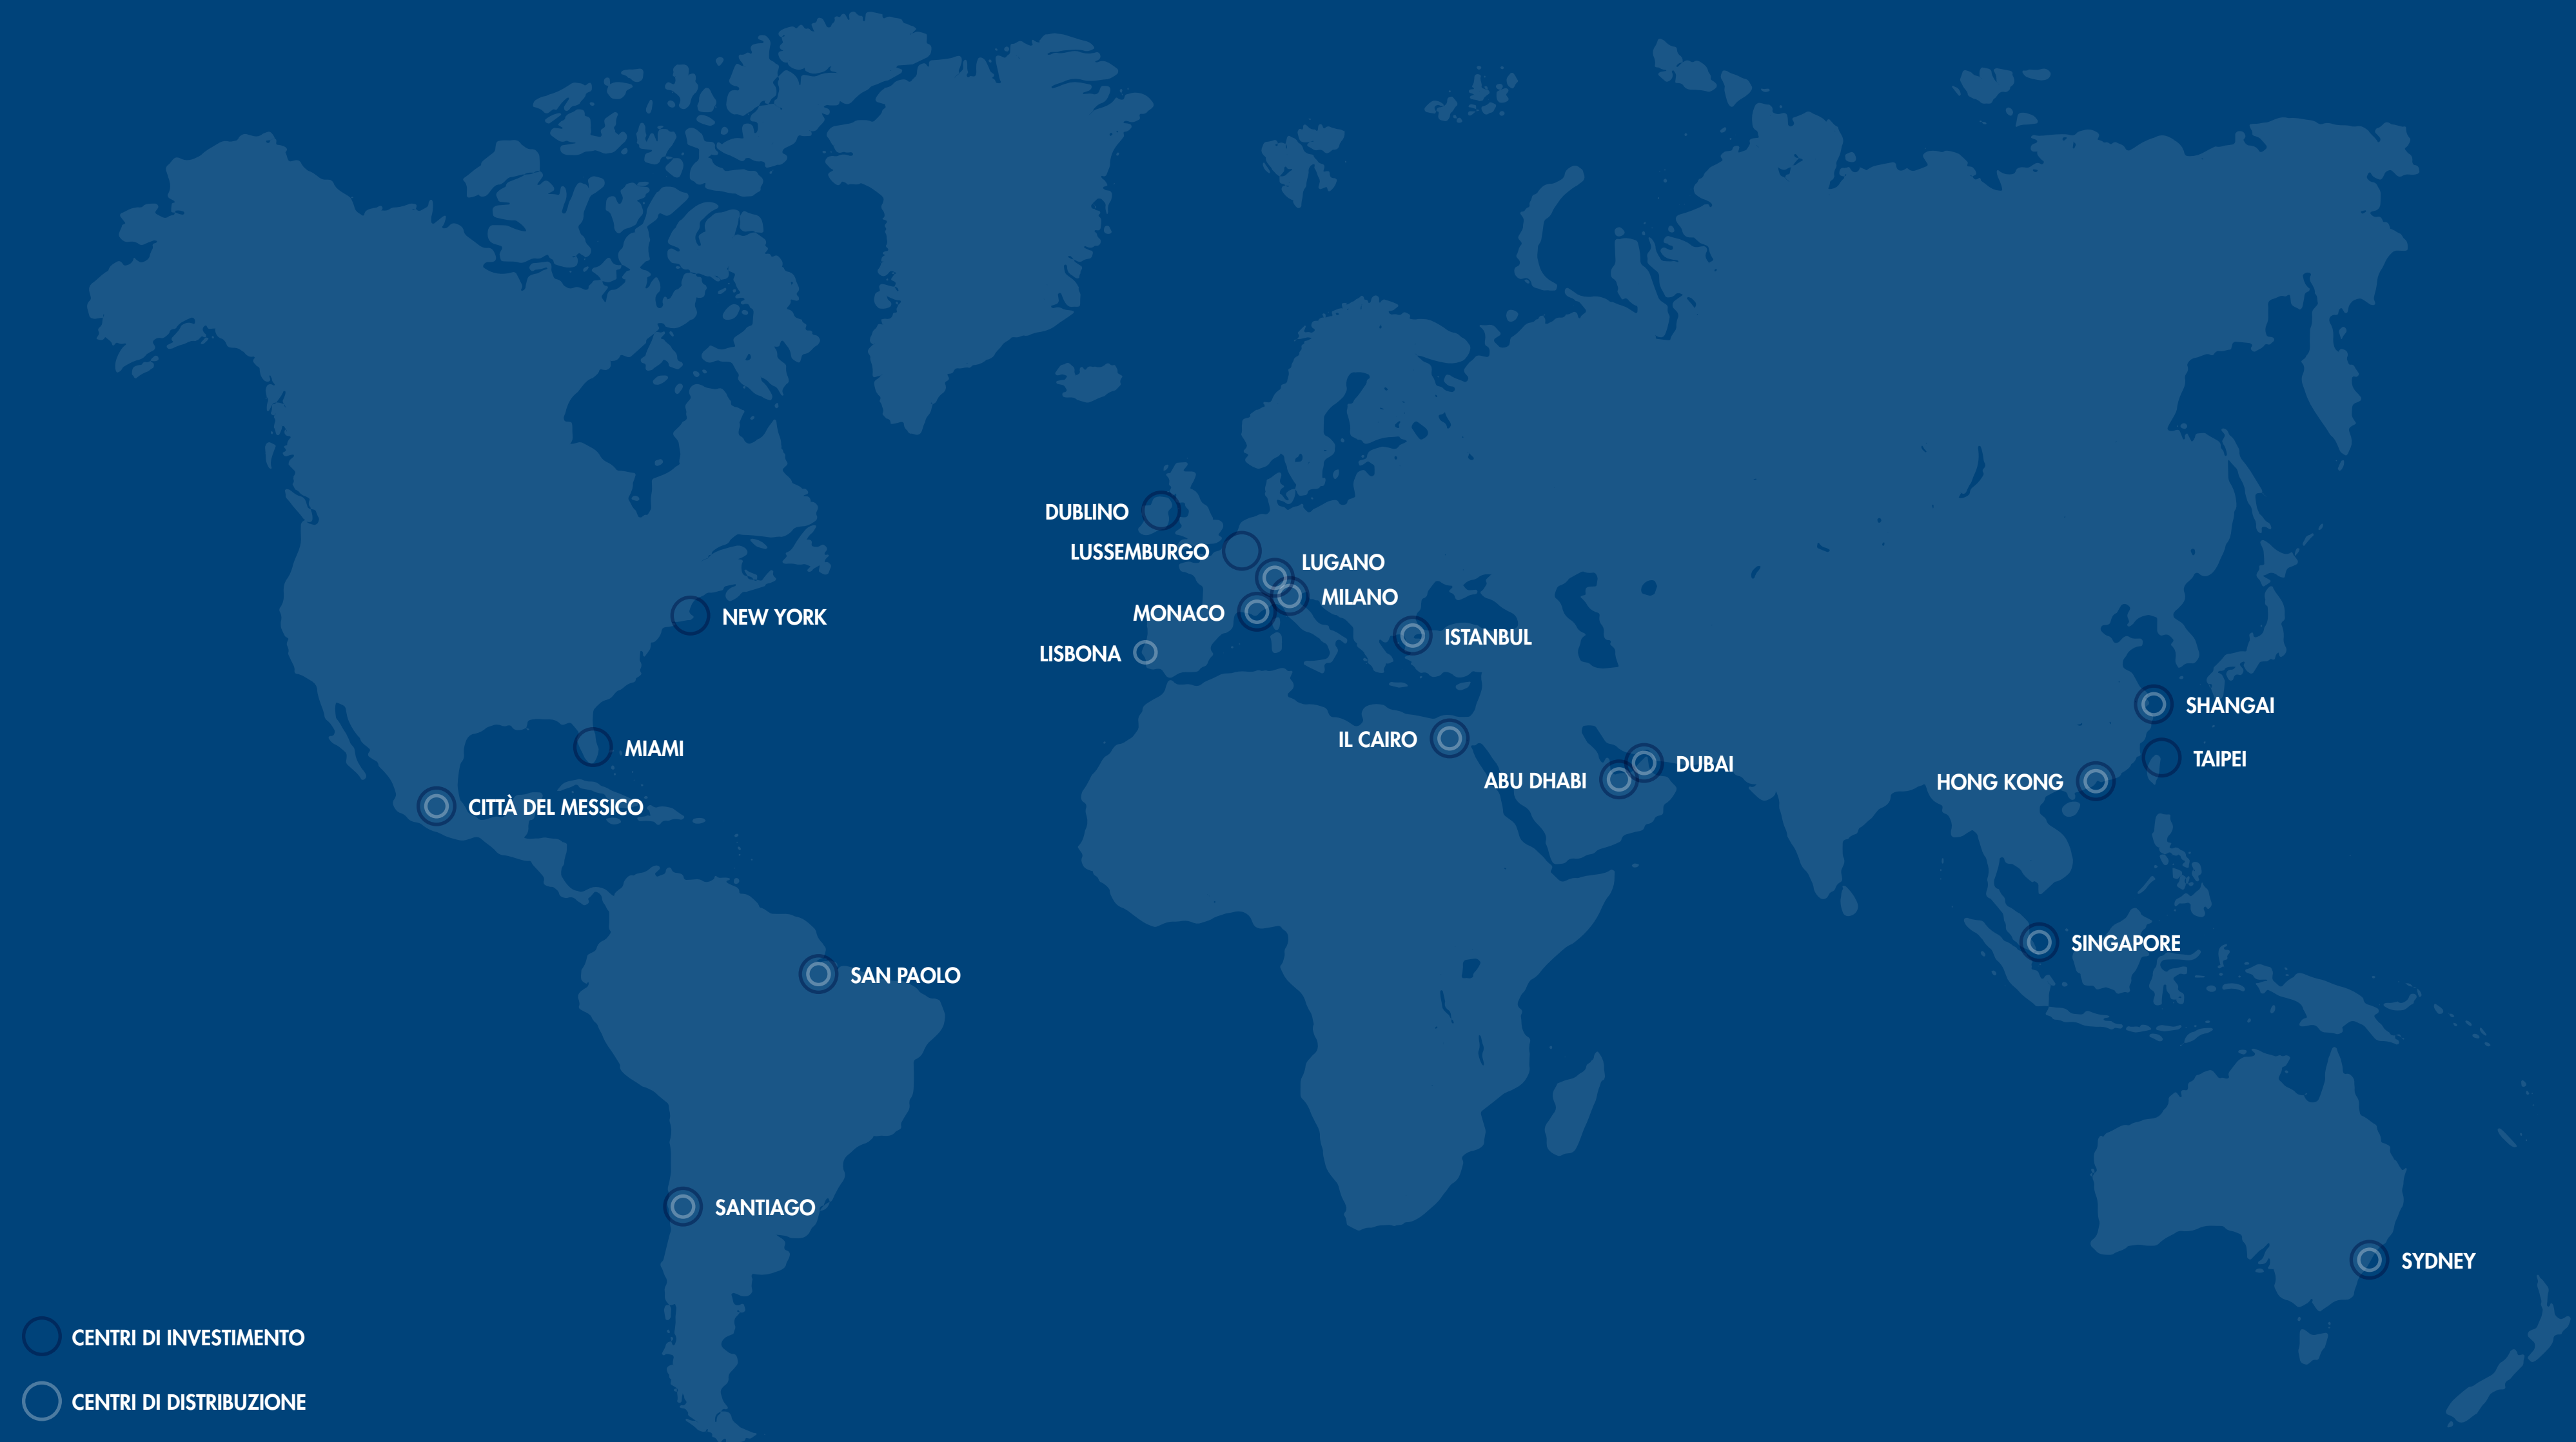 DUBLINO
LUSSEMBURGO
LUGANO
MILANO
MONACO
NEW YORK
ISTANBUL
LISBONA
SHANGAI
IL CAIRO
MIAMI
TAIPEI
DUBAI
ABU DHABI
HONG KONG
CITTÀ DEL MESSICO
SINGAPORE
SAN PAOLO
SANTIAGO
SYDNEY
CENTRI DI INVESTIMENTO
CENTRI DI DISTRIBUZIONE